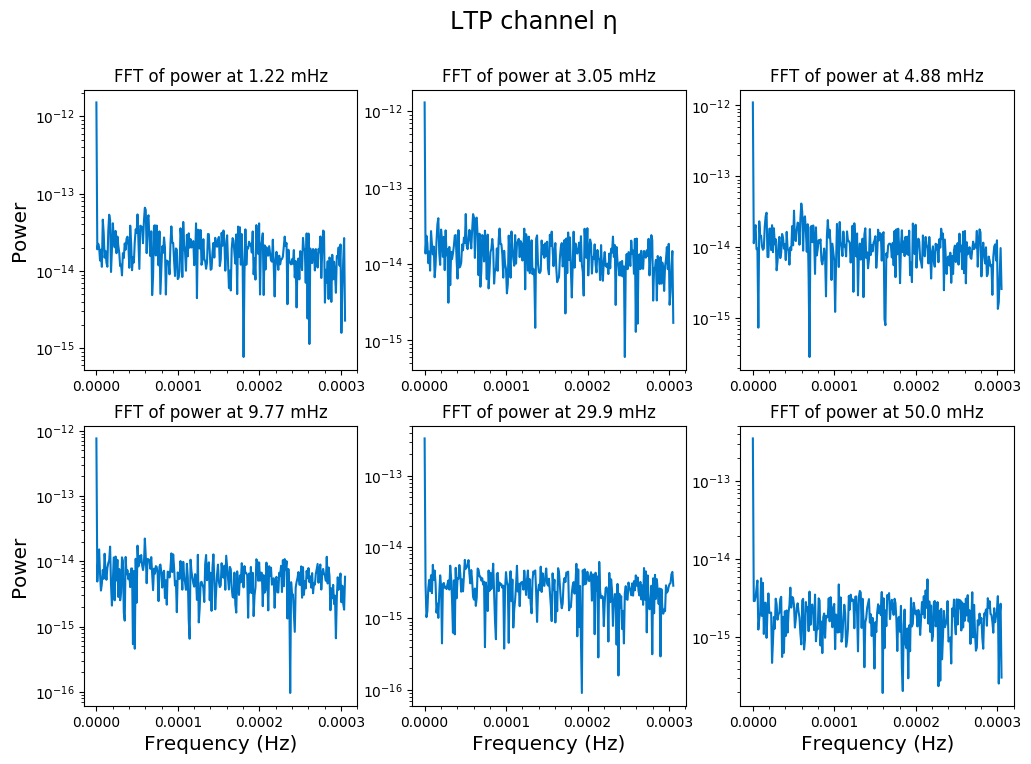 LTP channel η
FFT of power at 1.22 mHz
FFT of power at 3.05 mHz
FFT of power at 4.88 mHz
Power
10⁻¹²
10⁻¹³
10⁻¹⁴
10⁻¹⁵
0.0000 0.0001 0.0002 0.0003
10⁻¹²
10⁻¹³
10⁻¹⁴
10⁻¹⁵
0.0000 0.0001 0.0002 0.0003
10⁻¹²
10⁻¹³
10⁻¹⁴
10⁻¹⁵
0.0000 0.0001 0.0002 0.0003
FFT of power at 9.77 mHz
FFT of power at 29.9 mHz
FFT of power at 50.0 mHz
Power
10⁻¹²
10⁻¹³
10⁻¹⁴
10⁻¹⁵
10⁻¹⁶
0.0000 0.0001 0.0002 0.0003
Frequency (Hz)
10⁻¹³
10⁻¹⁴
10⁻¹⁵
10⁻¹⁶
0.0000 0.0001 0.0002 0.0003
Frequency (Hz)
10⁻¹³
10⁻¹⁴
10⁻¹⁵
0.0000 0.0001 0.0002 0.0003
Frequency (Hz)